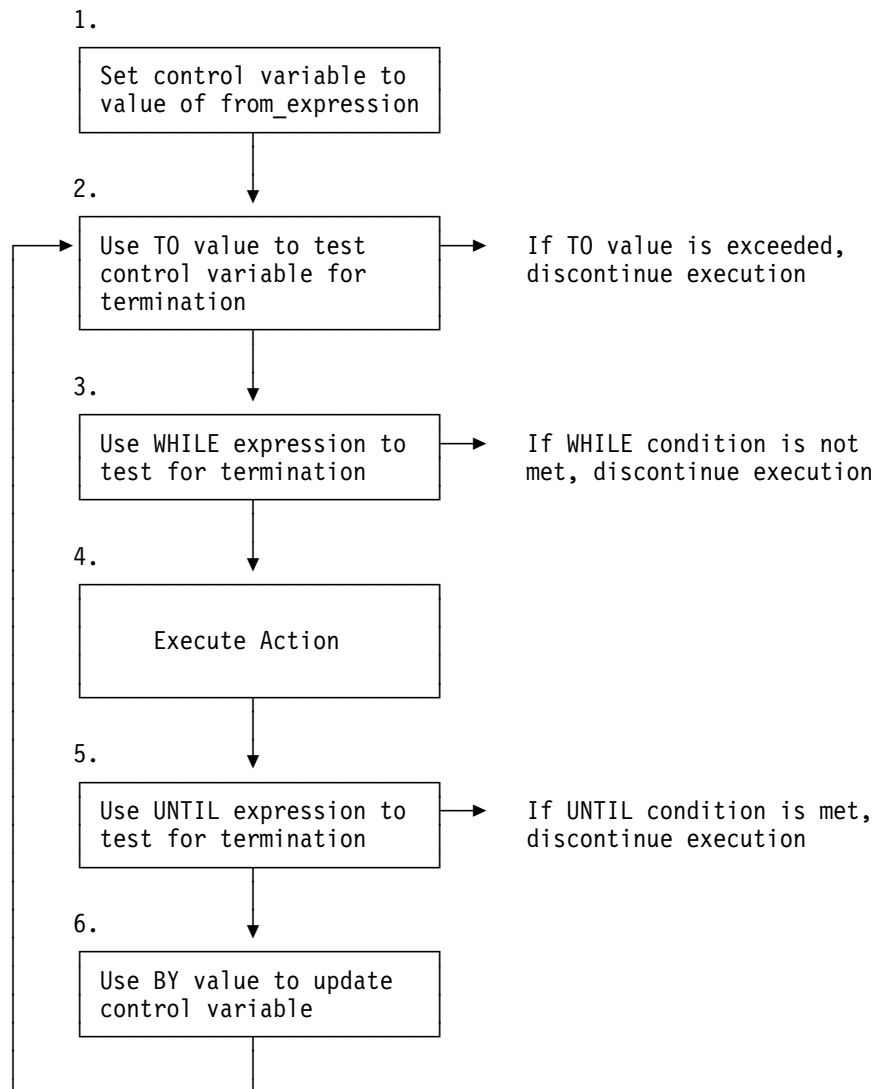 1.
Set control variable to
value of from_expression
2.
Use TO value to test
control variable for
termination
If TO value is exceeded,
discontinue execution
3.
Use WHILE expression to
test for termination
If WHILE condition is not
met, discontinue execution
4.
Execute Action
5.
Use UNTIL expression to
test for termination
If UNTIL condition is met,
discontinue execution
6.
Use BY value to update
control variable